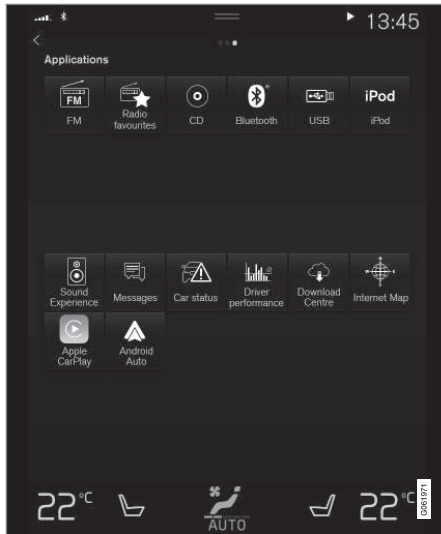 13:45
Applications
FM
FM
Radio
favourites
CD
Bluetooth
USB
iPod
iPod
Sound
Experience
Messages
Car status
Driver
performance
Download
Centre
Internet Map
Apple
CarPlay
Android
Auto
22°C
AUTO
22°C
G061971